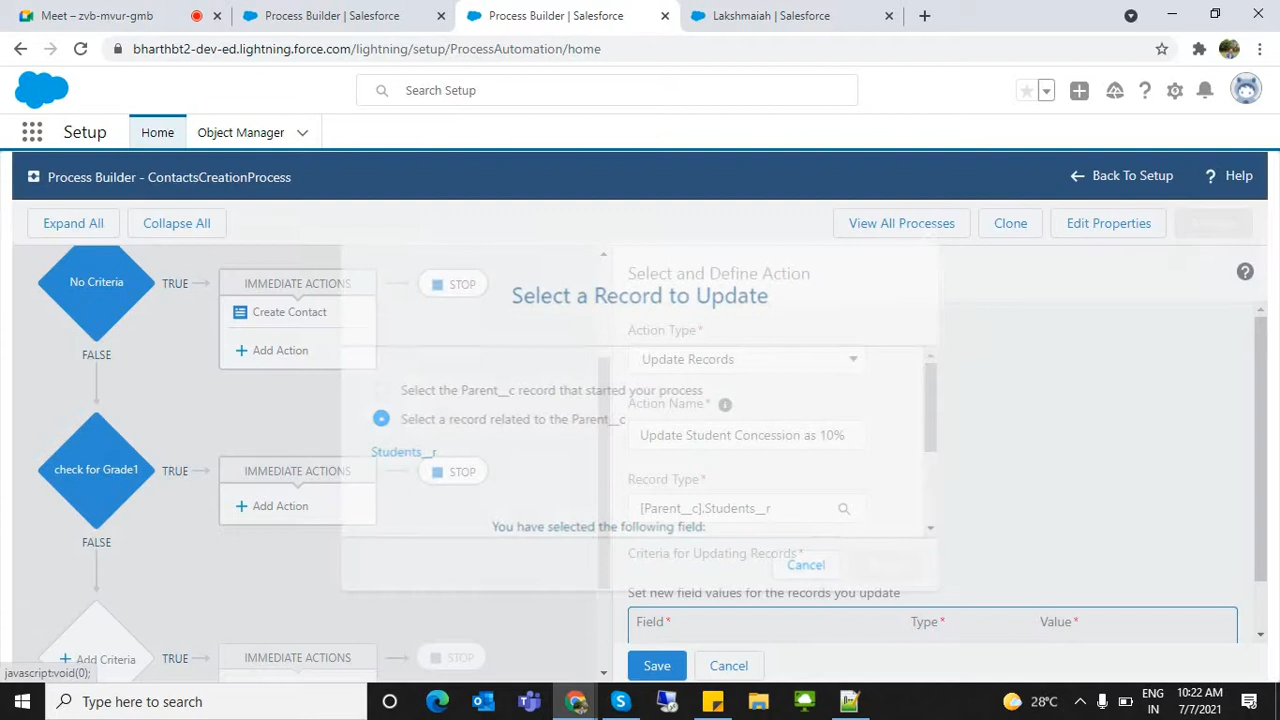 Meet – zvb-mvur-gmb
Process Builder | Salesforce
Process Builder | Salesforce
Lakshmaiah | Salesforce
bharthbt2-dev-ed.lightning.force.com/lightning/setup/ProcessAutomation/home
Search Setup
Setup
Home
Object Manager
Process Builder - ContactsCreationProcess
Back To Setup
? Help
Expand All
Collapse All
View All Processes
Clone
Edit Properties
No Criteria
TRUE
IMMEDIATE ACTIONS
STOP
Create Contact
+ Add Action
FALSE
check for Grade1
TRUE
IMMEDIATE ACTIONS
STOP
+ Add Action
FALSE
+ Add Criteria
TRUE
IMMEDIATE ACTIONS
STOP
Select a Record to Update
Select the Parent__c record that started your process
Select a record related to the Parent__c
Students__r
You have selected the following field:
Cancel
Select and Define Action
Action Type*
Update Records
Action Name*
Update Student Concession as 10%
Record Type*
[Parent__c].Students__r
Criteria for Updating Records*
Set new field values for the records you update
Field*
Type*
Value*
Save
Cancel
javascript:void(0);
Type here to search
28°C
ENG
IN
10:22 AM
7/7/2021